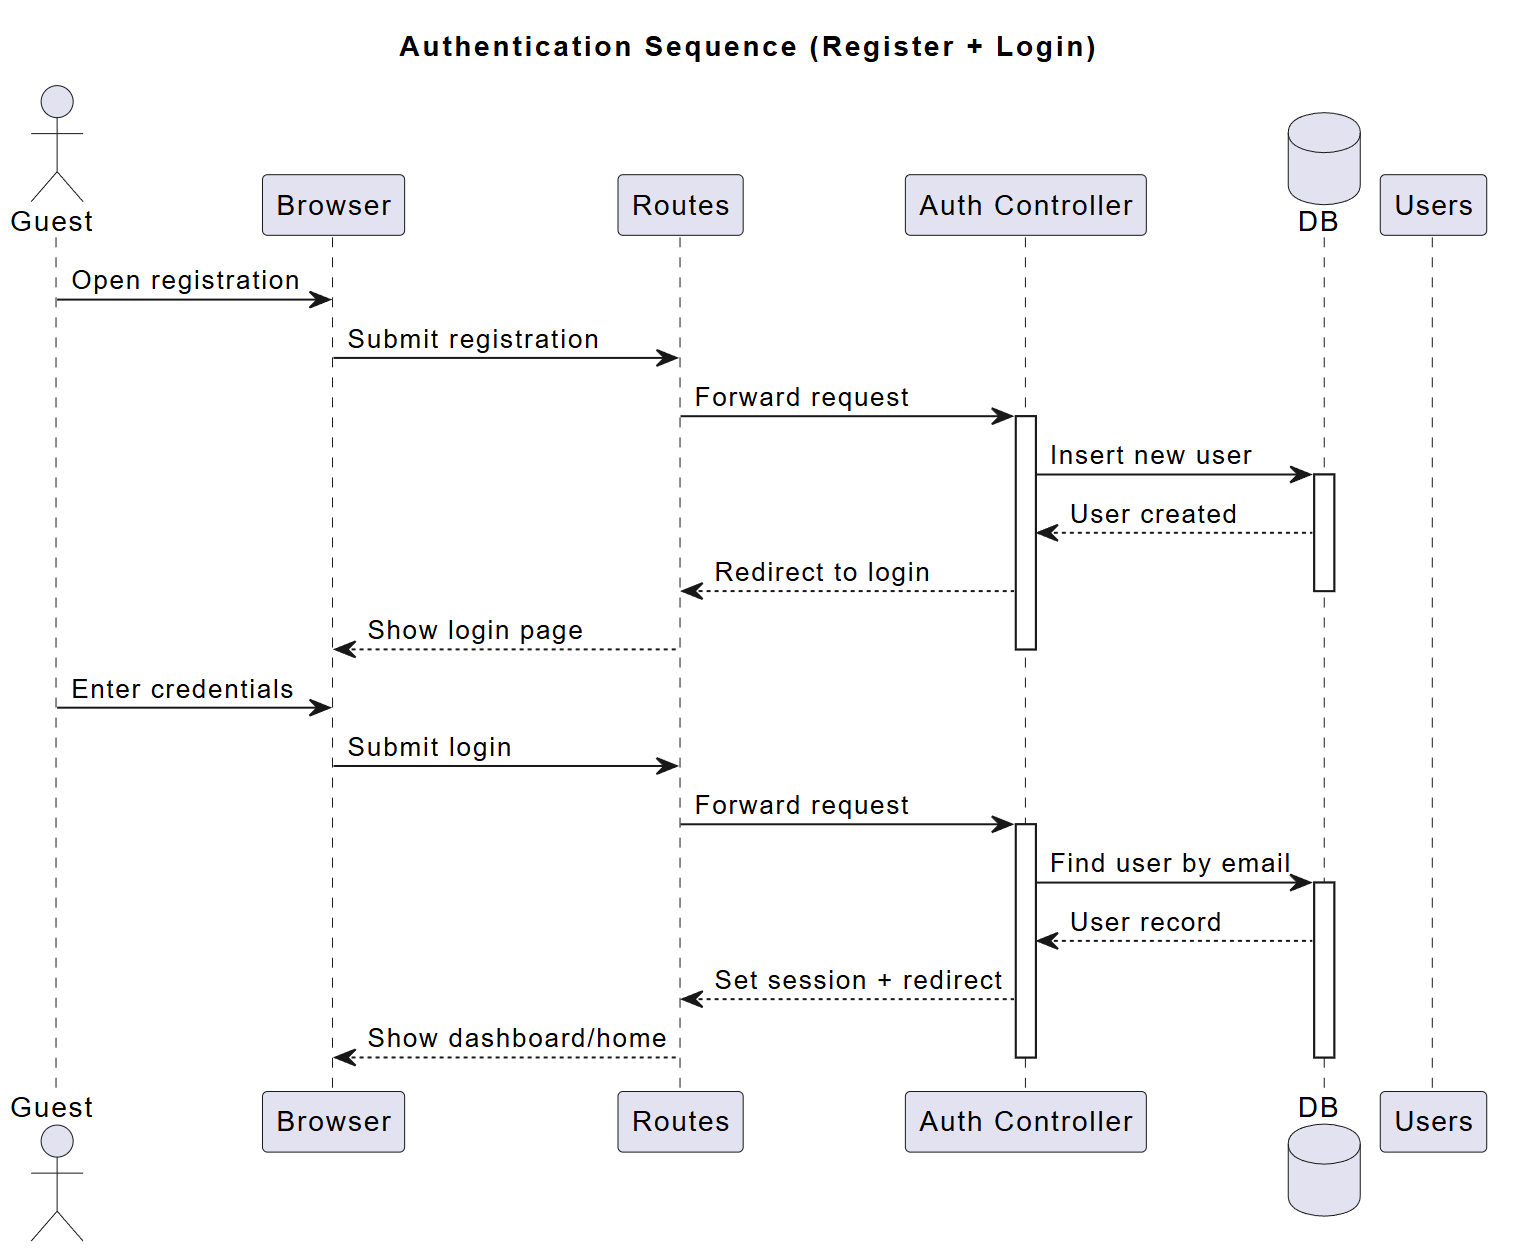 Authentication Sequence (Register + Login)
Guest
Browser
Routes
Auth Controller
DB
Users
Open registration
Submit registration
Forward request
Insert new user
User created
Redirect to login
Show login page
Enter credentials
Submit login
Forward request
Find user by email
User record
Set session + redirect
Show dashboard/home
Guest
Browser
Routes
Auth Controller
DB
Users